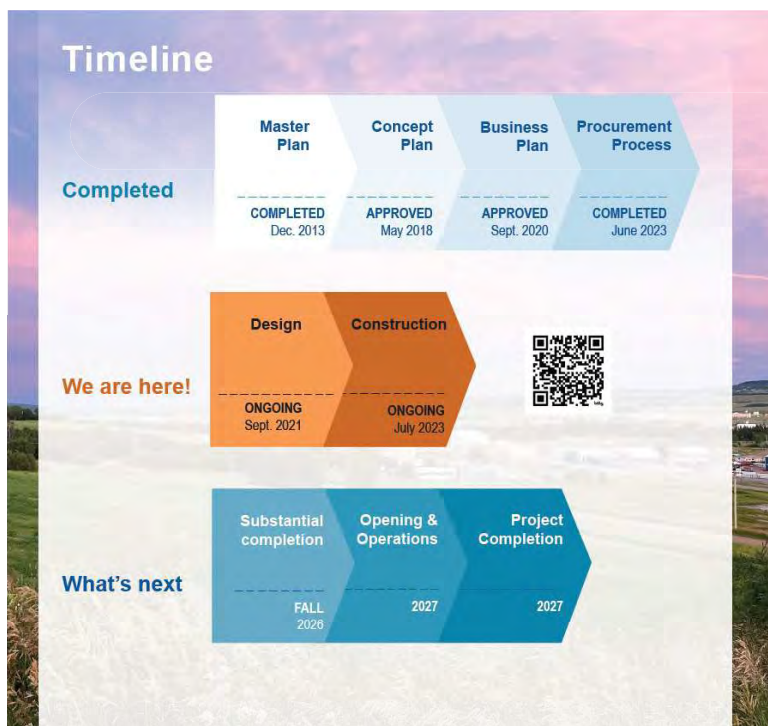 Timeline
Completed
Master
Plan
COMPLETED
Dec. 2013
Concept
Plan
APPROVED
May 2018
Business
Plan
APPROVED
Sept. 2020
Procurement
Process
COMPLETED
June 2023
We are here!
Design
ONGOING
Sept. 2021
Construction
ONGOING
July 2023
What's next
Substantial
completion
FALL
2026
Opening &
Operations
2027
Project
Completion
2027